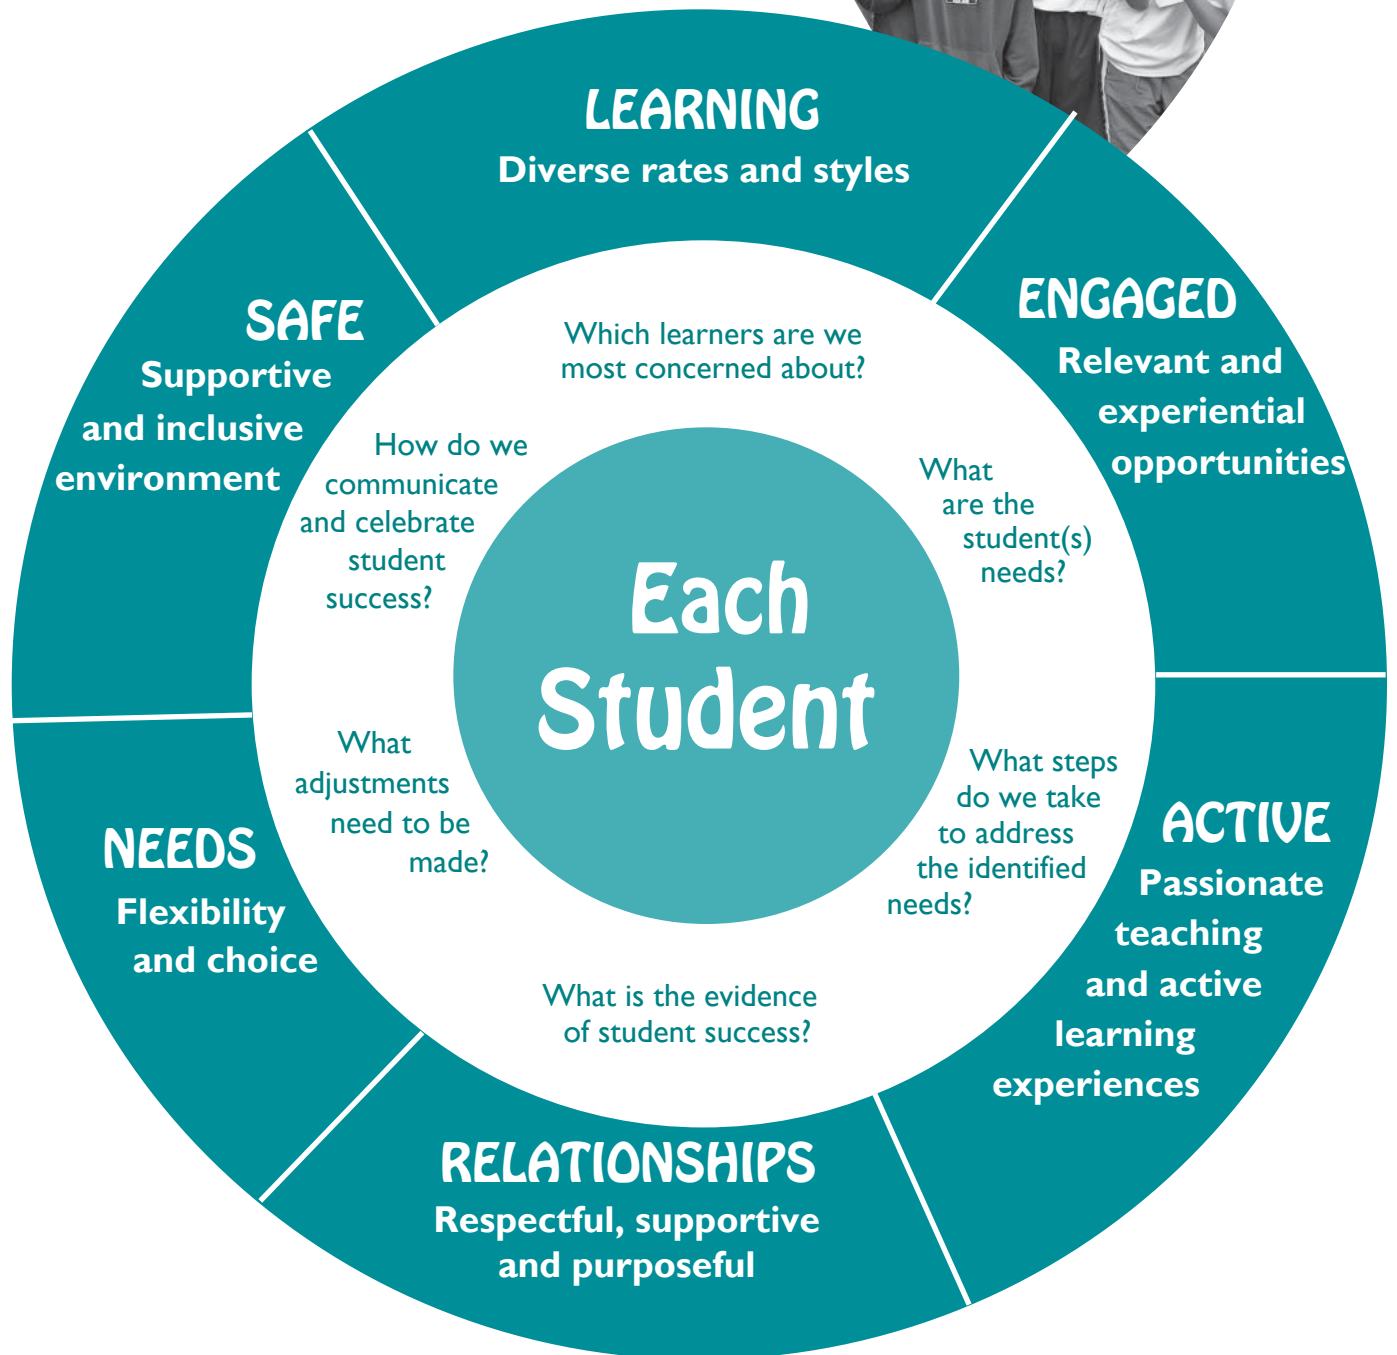 LEARNING
Diverse rates and styles
ENGAGED
Relevant and
experiential
opportunities
ACTIVE
Passionate
teaching
and active
learning
experiences
RELATIONSHIPS
Respectful, supportive
and purposeful
NEEDS
Flexibility
and choice
SAFE
Supportive
and inclusive
environment
Which learners are we
most concerned about?
What
are the
student(s)
needs?
What steps
do we take
to address
the identified
needs?
What is the evidence
of student success?
What
adjustments
need to be
made?
How do we
communicate
and celebrate
student
success?
Each
Student